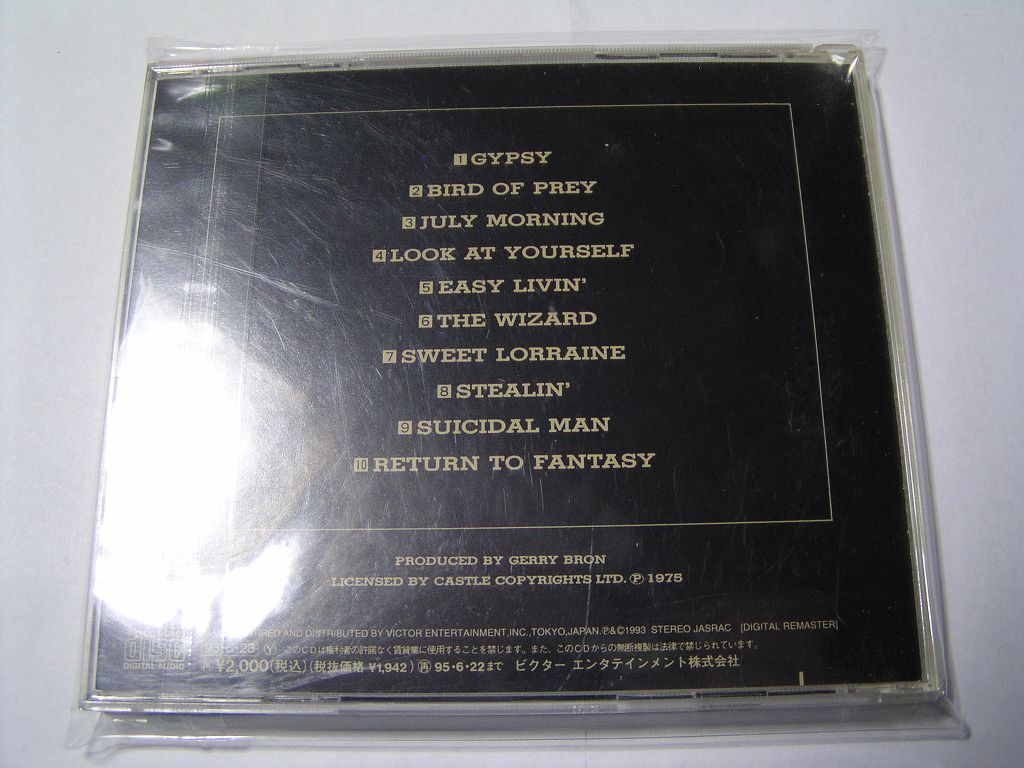 1 GYPSY
2 BIRD OF PREY
3 JULY MORNING
4 LOOK AT YOURSELF
5 EASY LIVIN'
6 THE WIZARD
7 SWEET LORRAINE
8 STEALIN'
9 SUICIDAL MAN
10 RETURN TO FANTASY
PRODUCED BY GERRY BRON
LICENSED BY CASTLE COPYRIGHTS LTD. ℗ 1975
AND DISTRIBUTED BY VICTOR ENTERTAINMENT, INC., TOKYO, JAPAN. ℗&©1993 STEREO JASRAC [DIGITAL REMASTER]
Ⓨ このCDは権利者の許諾なく賃貸業に使用することを禁じます。また、このCDからの無断複製は法律で禁じられています。
DIGITAL AUDIO
¥2,000(税込)(税抜価格 ¥1,942) 再 95・6・22まで ビクター エンタテインメント株式会社